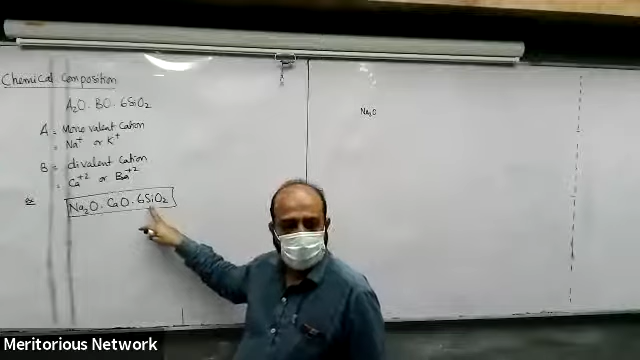 Chemical Composition
A₂O. BO. 6SiO₂
A = Mono valent Cation
= Na⁺ or K⁺
B = divalent Cation
= Ca⁺² or Ba⁺²
Na₂O. CaO. 6SiO₂
Na₂O
Meritorious Network